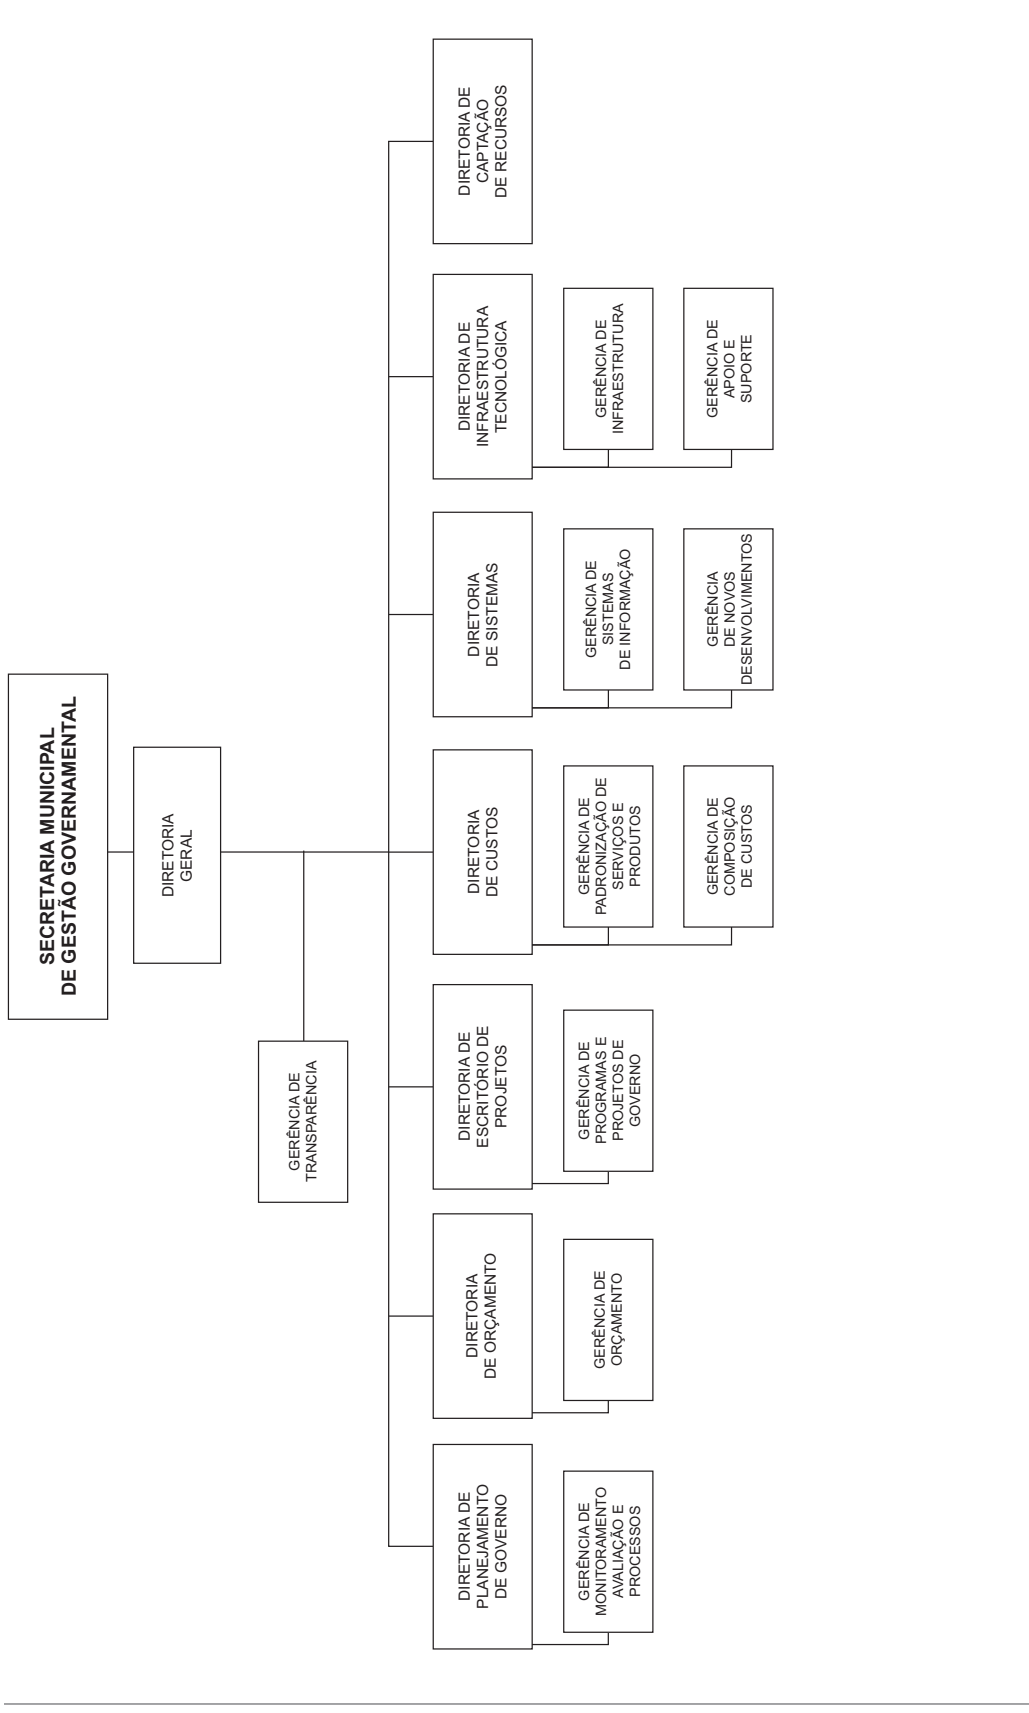 SECRETARIA MUNICIPAL
DE GESTÃO GOVERNAMENTAL
DIRETORIA
GERAL
GERÊNCIA DE
TRANSPARÊNCIA
DIRETORIA DE
PLANEJAMENTO
DE GOVERNO
GERÊNCIA DE
MONITORAMENTO
AVALIAÇÃO E
PROCESSOS
DIRETORIA
DE ORÇAMENTO
GERÊNCIA DE
ORÇAMENTO
DIRETORIA DE
ESCRITÓRIO DE
PROJETOS
GERÊNCIA DE
PROGRAMAS E
PROJETOS DE
GOVERNO
DIRETORIA
DE CUSTOS
GERÊNCIA DE
PADRONIZAÇÃO DE
SERVIÇOS E
PRODUTOS
GERÊNCIA DE
COMPOSIÇÃO
DE CUSTOS
DIRETORIA
DE SISTEMAS
GERÊNCIA DE
SISTEMAS
DE INFORMAÇÃO
GERÊNCIA
DE NOVOS
DESENVOLVIMENTOS
DIRETORIA DE
INFRAESTRUTURA
TECNOLÓGICA
GERÊNCIA DE
INFRAESTRUTURA
GERÊNCIA DE
APOIO E
SUPORTE
DIRETORIA DE
CAPTAÇÃO
DE RECURSOS